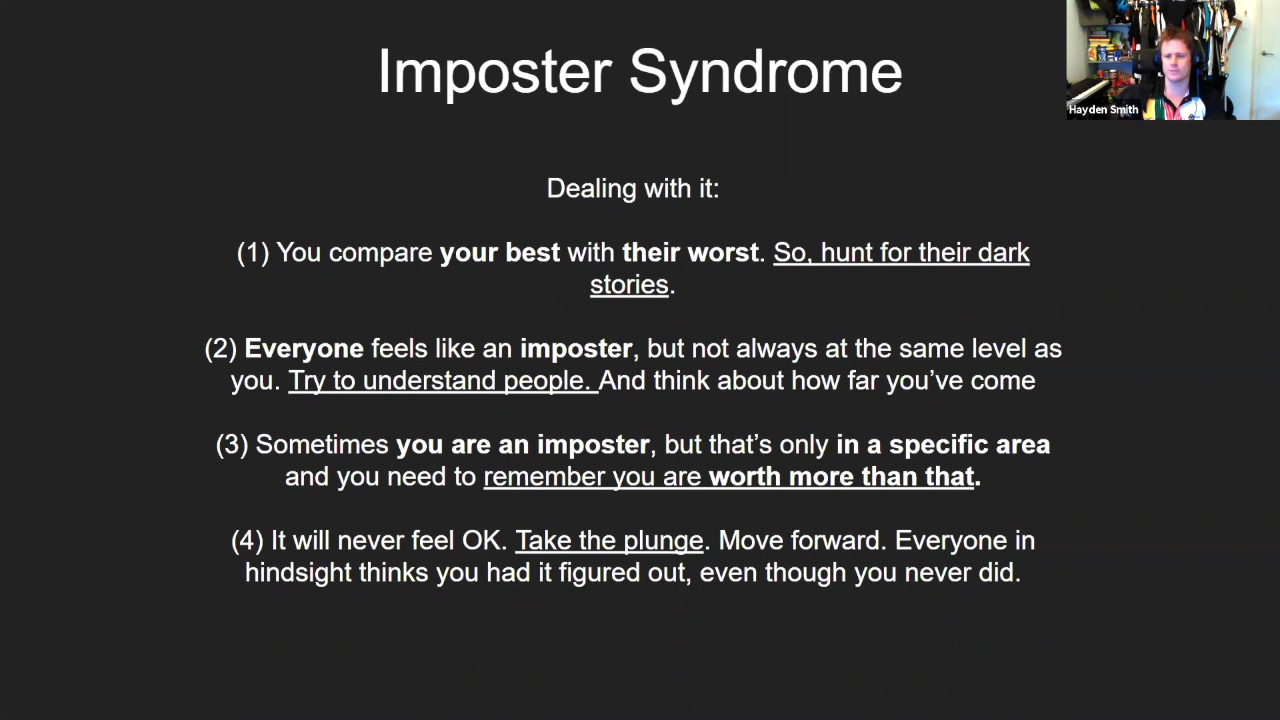 Imposter Syndrome
Hayden Smith
Dealing with it:
(1) You compare your best with their worst. So, hunt for their dark
stories.
(2) Everyone feels like an imposter, but not always at the same level as
you. Try to understand people. And think about how far you’ve come
(3) Sometimes you are an imposter, but that’s only in a specific area
and you need to remember you are worth more than that.
(4) It will never feel OK. Take the plunge. Move forward. Everyone in
hindsight thinks you had it figured out, even though you never did.